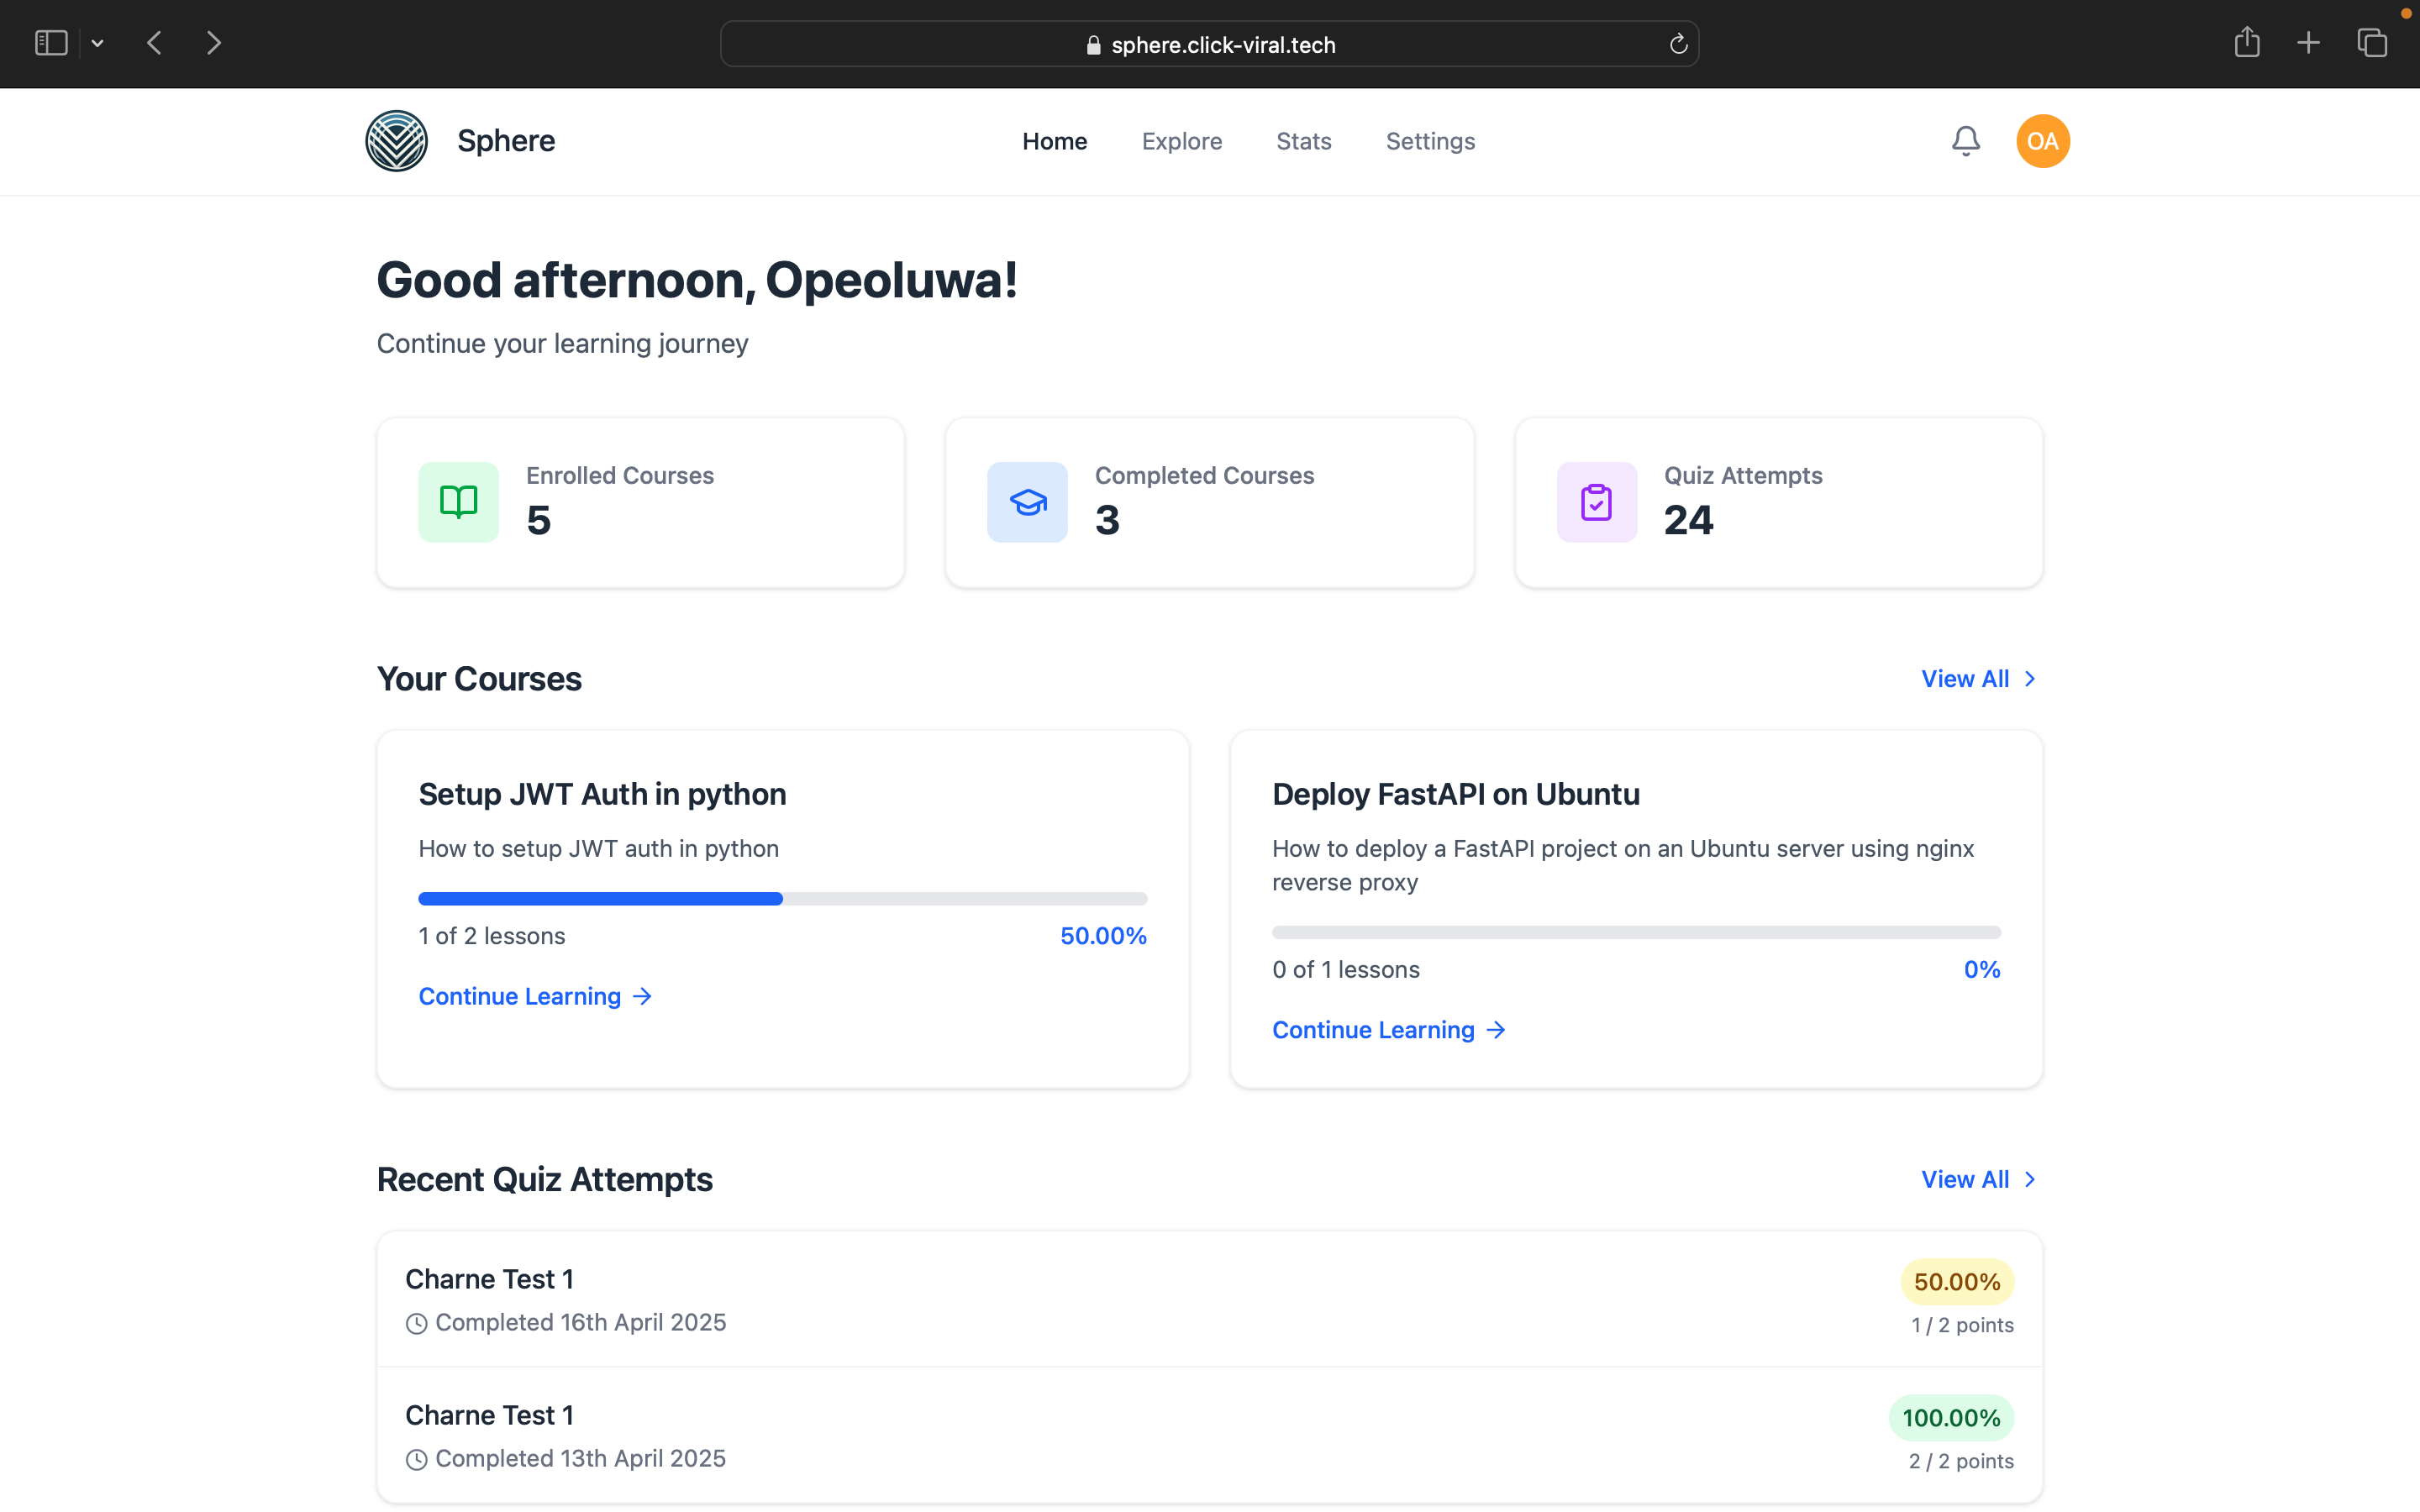 sphere.click-viral.tech
Sphere
Home Explore Stats Settings
OA
Good afternoon, Opeoluwa!
Continue your learning journey
Enrolled Courses
5
Completed Courses
3
Quiz Attempts
24
Your Courses
View All
Setup JWT Auth in python
How to setup JWT auth in python
1 of 2 lessons 50.00%
Continue Learning
Deploy FastAPI on Ubuntu
How to deploy a FastAPI project on an Ubuntu server using nginx
reverse proxy
0 of 1 lessons 0%
Continue Learning
Recent Quiz Attempts
View All
Charne Test 1
Completed 16th April 2025
50.00%
1 / 2 points
Charne Test 1
Completed 13th April 2025
100.00%
2 / 2 points